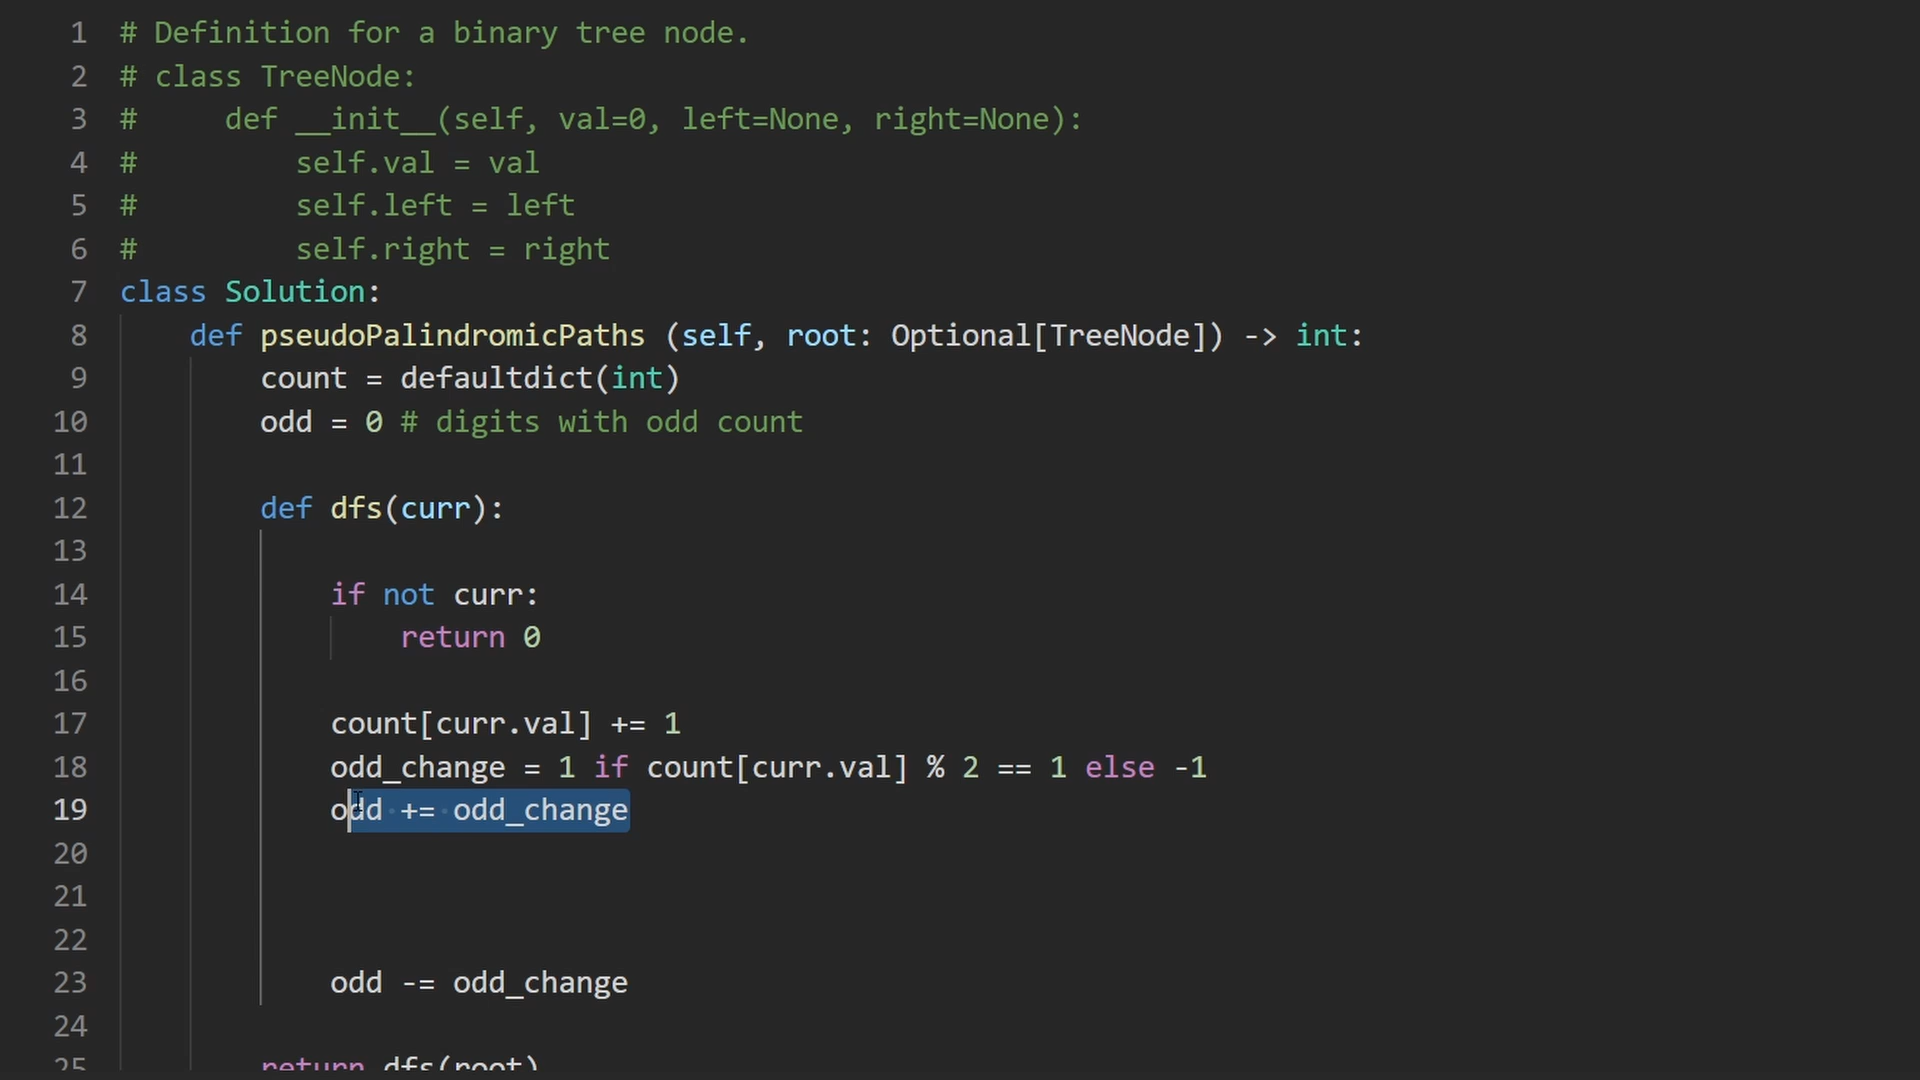 1 # Definition for a binary tree node.
2 # class TreeNode:
3 #     def __init__(self, val=0, left=None, right=None):
4 #         self.val = val
5 #         self.left = left
6 #         self.right = right
7 class Solution:
8     def pseudoPalindromicPaths (self, root: Optional[TreeNode]) -> int:
9         count = defaultdict(int)
10         odd = 0 # digits with odd count
11
12         def dfs(curr):
13
14             if not curr:
15                 return 0
16
17             count[curr.val] += 1
18             odd_change = 1 if count[curr.val] % 2 == 1 else -1
19             odd += odd_change
20
21
22
23             odd -= odd_change
24
25         return dfs(root)